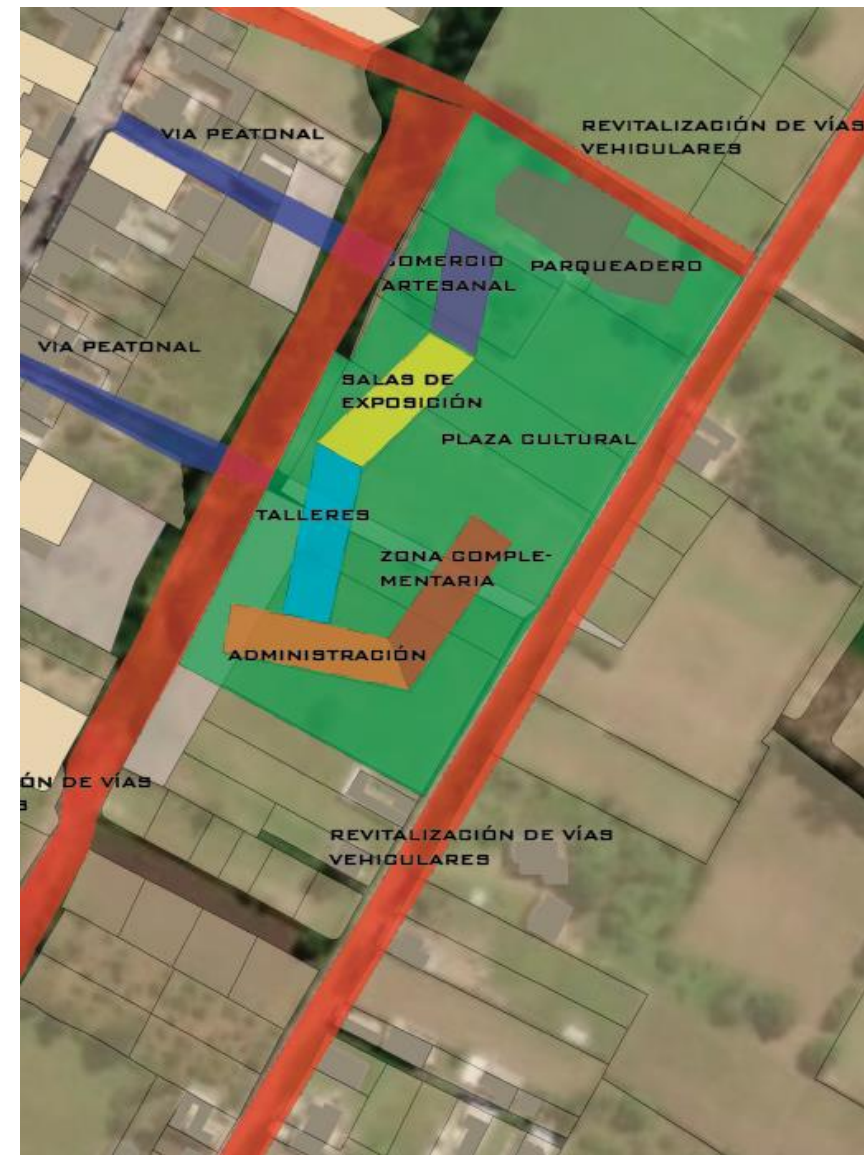 VIA PEATONAL
REVITALIZACIÓN DE VÍAS
VEHICULARES
COMERCIO
ARTESANAL
PARQUEADERO
VIA PEATONAL
SALAS DE
EXPOSICIÓN
PLAZA CULTURAL
TALLERES
ZONA COMPLE-
MENTARIA
ADMINISTRACIÓN
ÓN DE VÍAS
S
REVITALIZACIÓN DE VÍAS
VEHICULARES